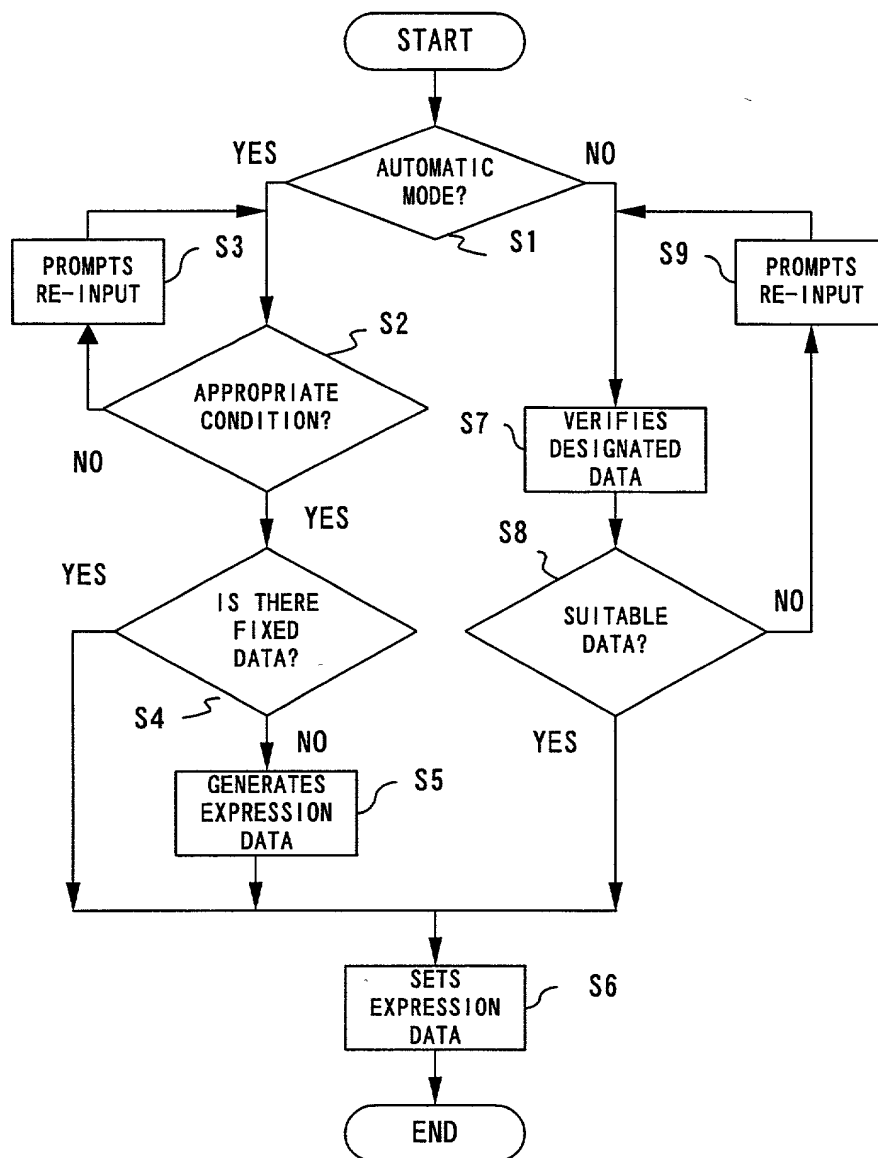 START
YES
AUTOMATIC
MODE?
NO
S1
PROMPTS
RE-INPUT
S3
S9
PROMPTS
RE-INPUT
S2
APPROPRIATE
CONDITION?
NO
YES
S7
VERIFIES
DESIGNATED
DATA
YES
IS THERE
FIXED
DATA?
S4
NO
S8
SUITABLE
DATA?
NO
YES
GENERATES
EXPRESSION
DATA
S5
SETS
EXPRESSION
DATA
S6
END